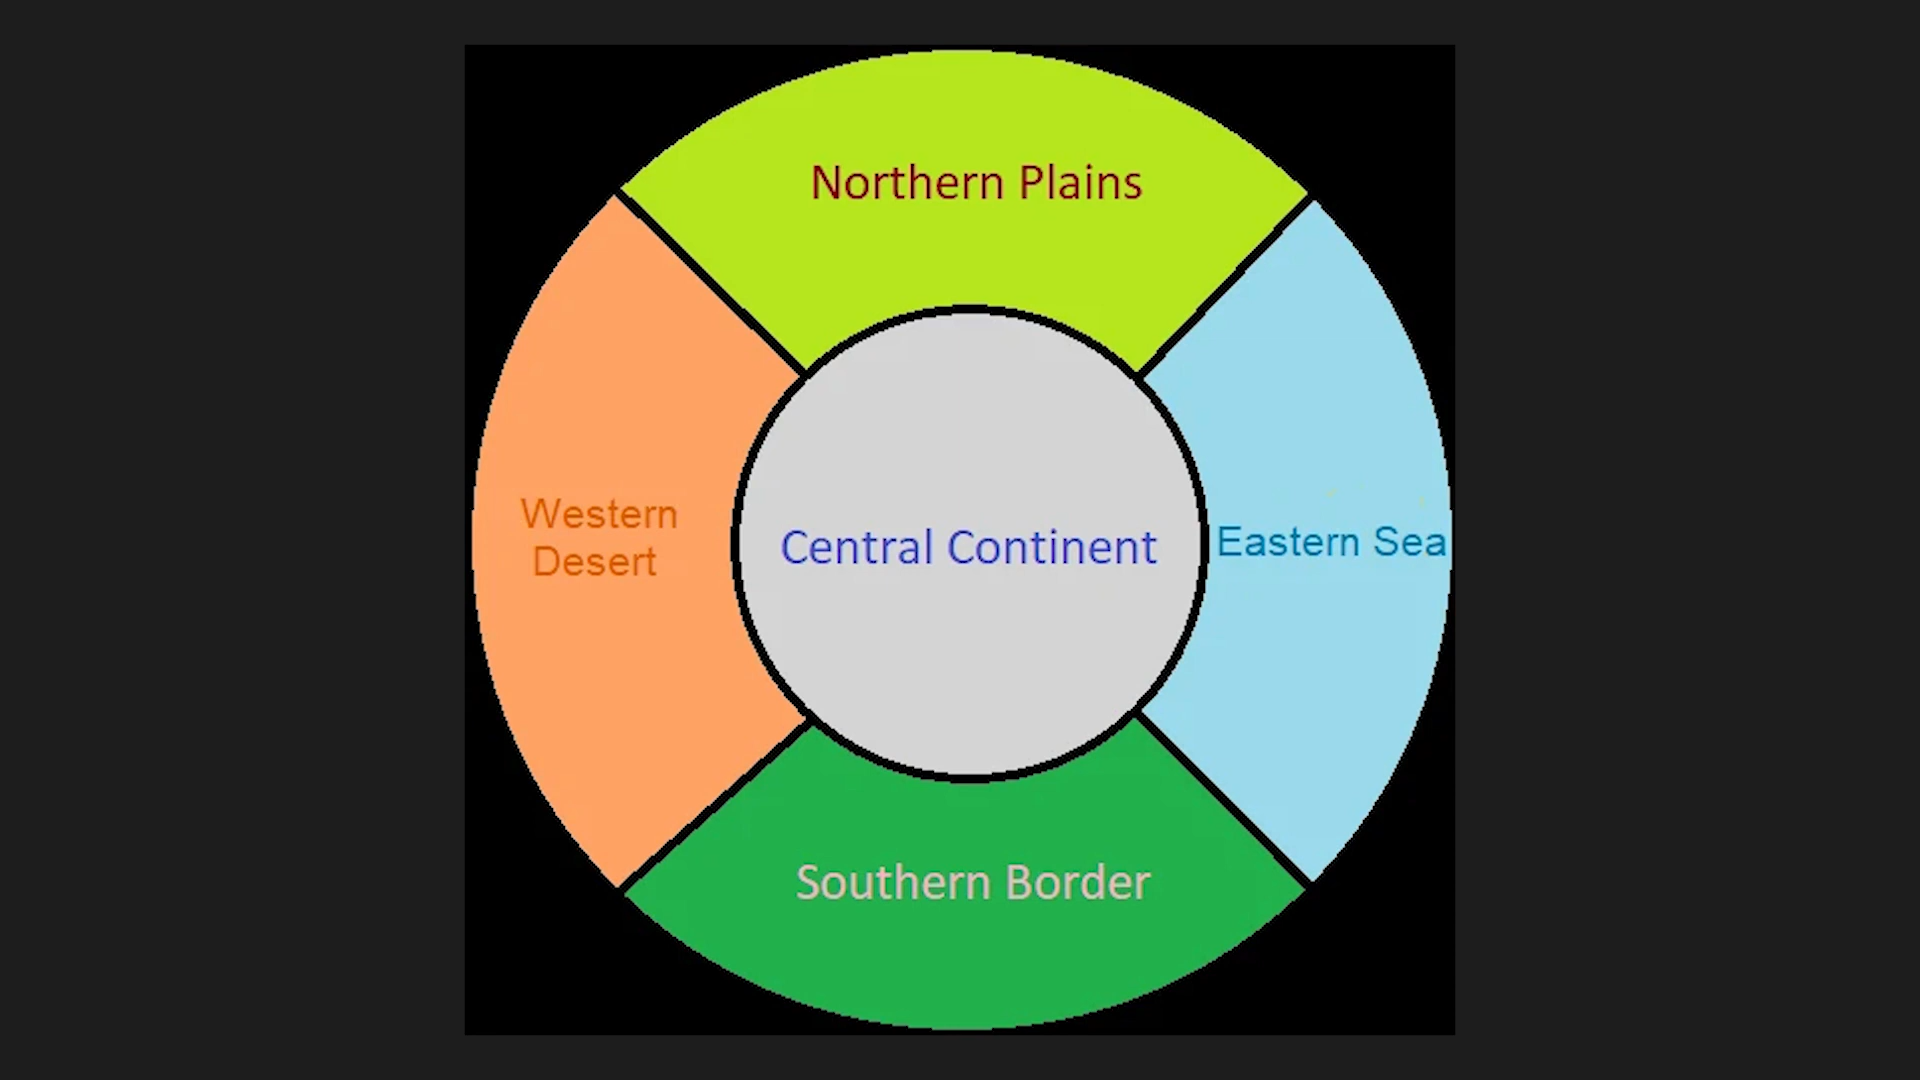 Northern Plains
Western
Desert
Central Continent
Eastern Sea
Southern Border